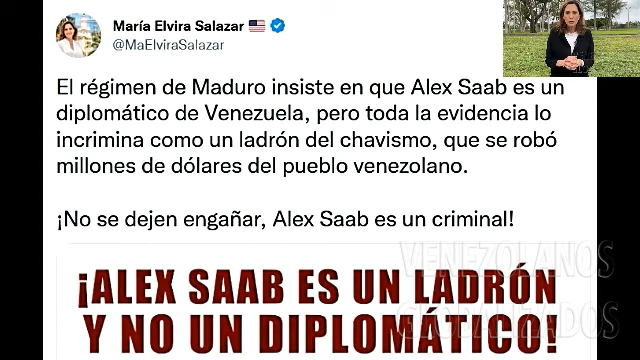 María Elvira Salazar
@MaElviraSalazar
El régimen de Maduro insiste en que Alex Saab es un
diplomático de Venezuela, pero toda la evidencia lo
incrimina como un ladrón del chavismo, que se robó
millones de dólares del pueblo venezolano.
¡No se dejen engañar, Alex Saab es un criminal!
VENEZOLANOS
GLOBALIZADOS
¡ALEX SAAB ES UN LADRÓN
Y NO UN DIPLOMÁTICO!